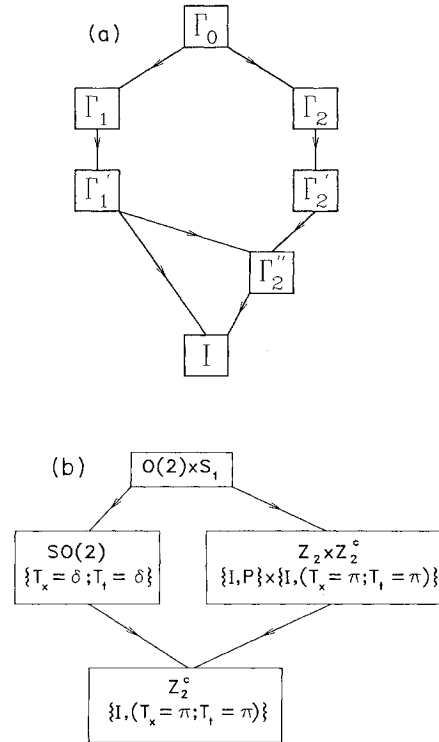 (a)
Γ₀
Γ₁
Γ₂
Γ₁′
Γ₂′
Γ₂″
I
(b)
O(2)×S₁
SO(2)
{Tₓ = δ ; Tₜ = δ}
Z₂×Z₂ᶜ
{I,P}×{I,(Tₓ = π ; Tₜ = π)}
Z₂ᶜ
{I,(Tₓ = π ; Tₜ = π)}